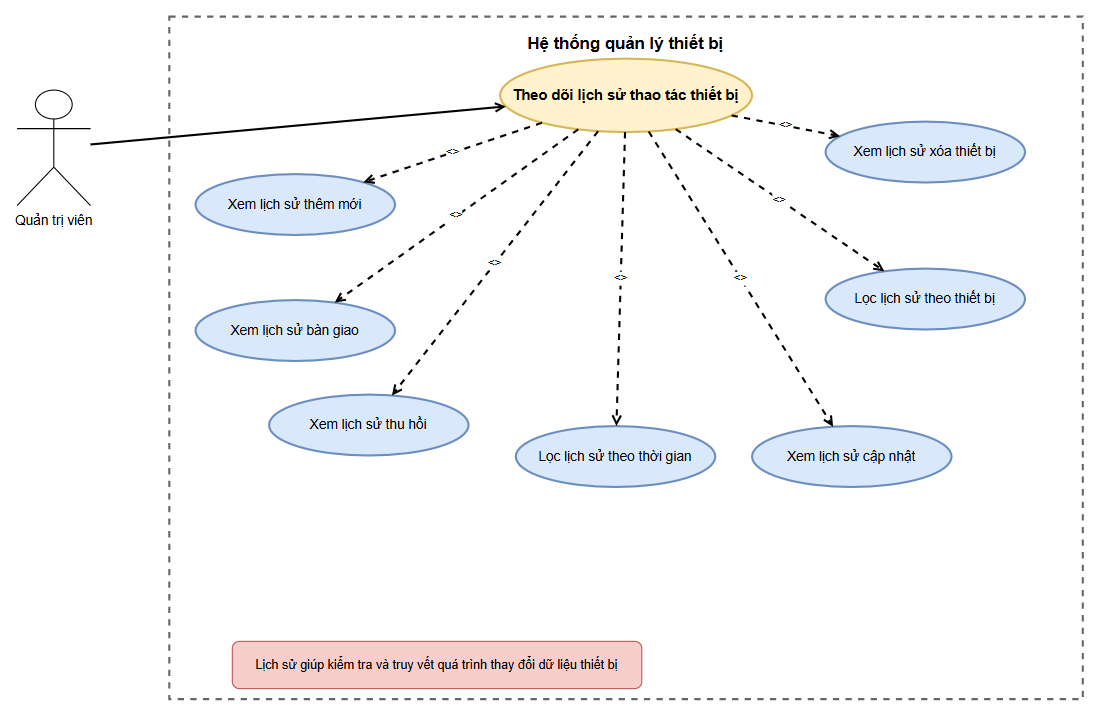 Hệ thống quản lý thiết bị
Theo dõi lịch sử thao tác thiết bị
<>
Xem lịch sử xóa thiết bị
<>
Xem lịch sử thêm mới
<>
<>
Quản trị viên
<>
<>
<>
Lọc lịch sử theo thiết bị
Xem lịch sử bàn giao
Xem lịch sử thu hồi
Lọc lịch sử theo thời gian
Xem lịch sử cập nhật
Lịch sử giúp kiểm tra và truy vết quá trình thay đổi dữ liệu thiết bị